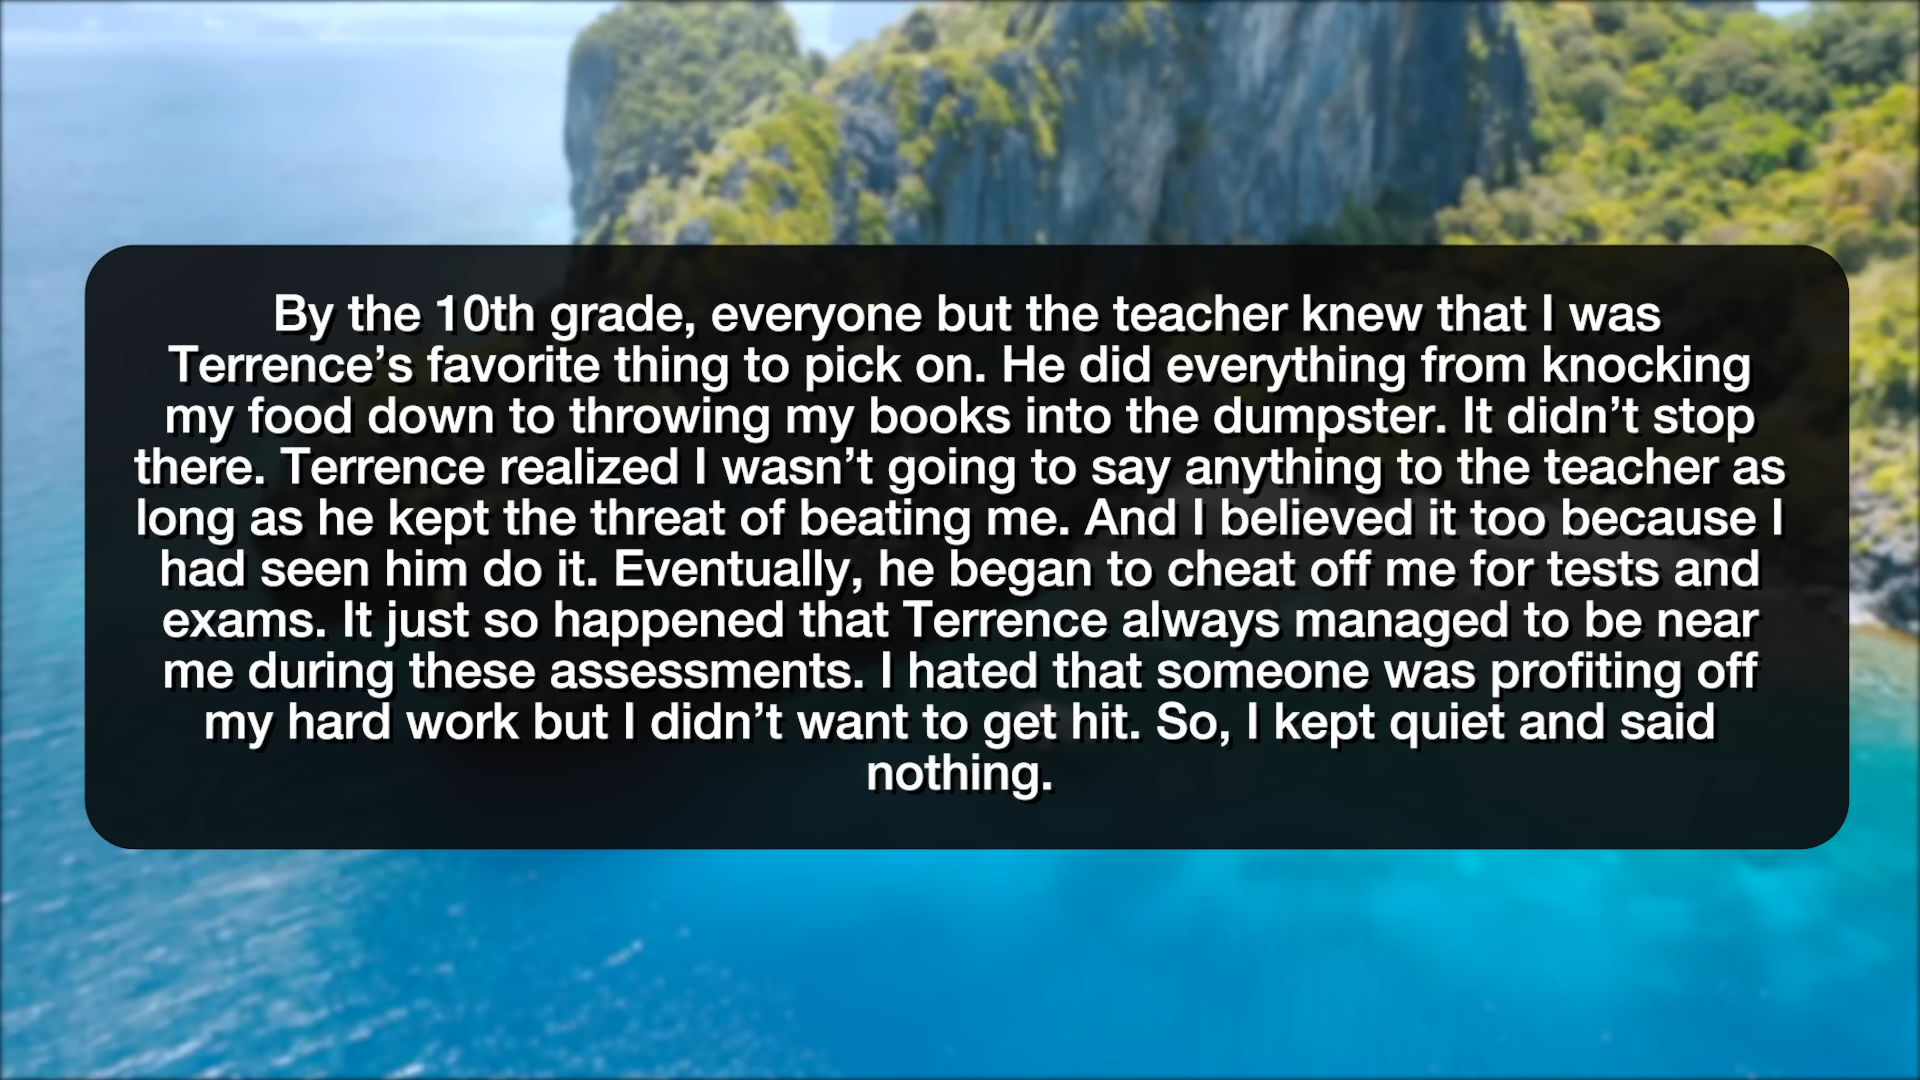 By the 10th grade, everyone but the teacher knew that I was
Terrence’s favorite thing to pick on. He did everything from knocking
my food down to throwing my books into the dumpster. It didn’t stop
there. Terrence realized I wasn’t going to say anything to the teacher as
long as he kept the threat of beating me. And I believed it too because I
had seen him do it. Eventually, he began to cheat off me for tests and
exams. It just so happened that Terrence always managed to be near
me during these assessments. I hated that someone was profiting off
my hard work but I didn’t want to get hit. So, I kept quiet and said
nothing.